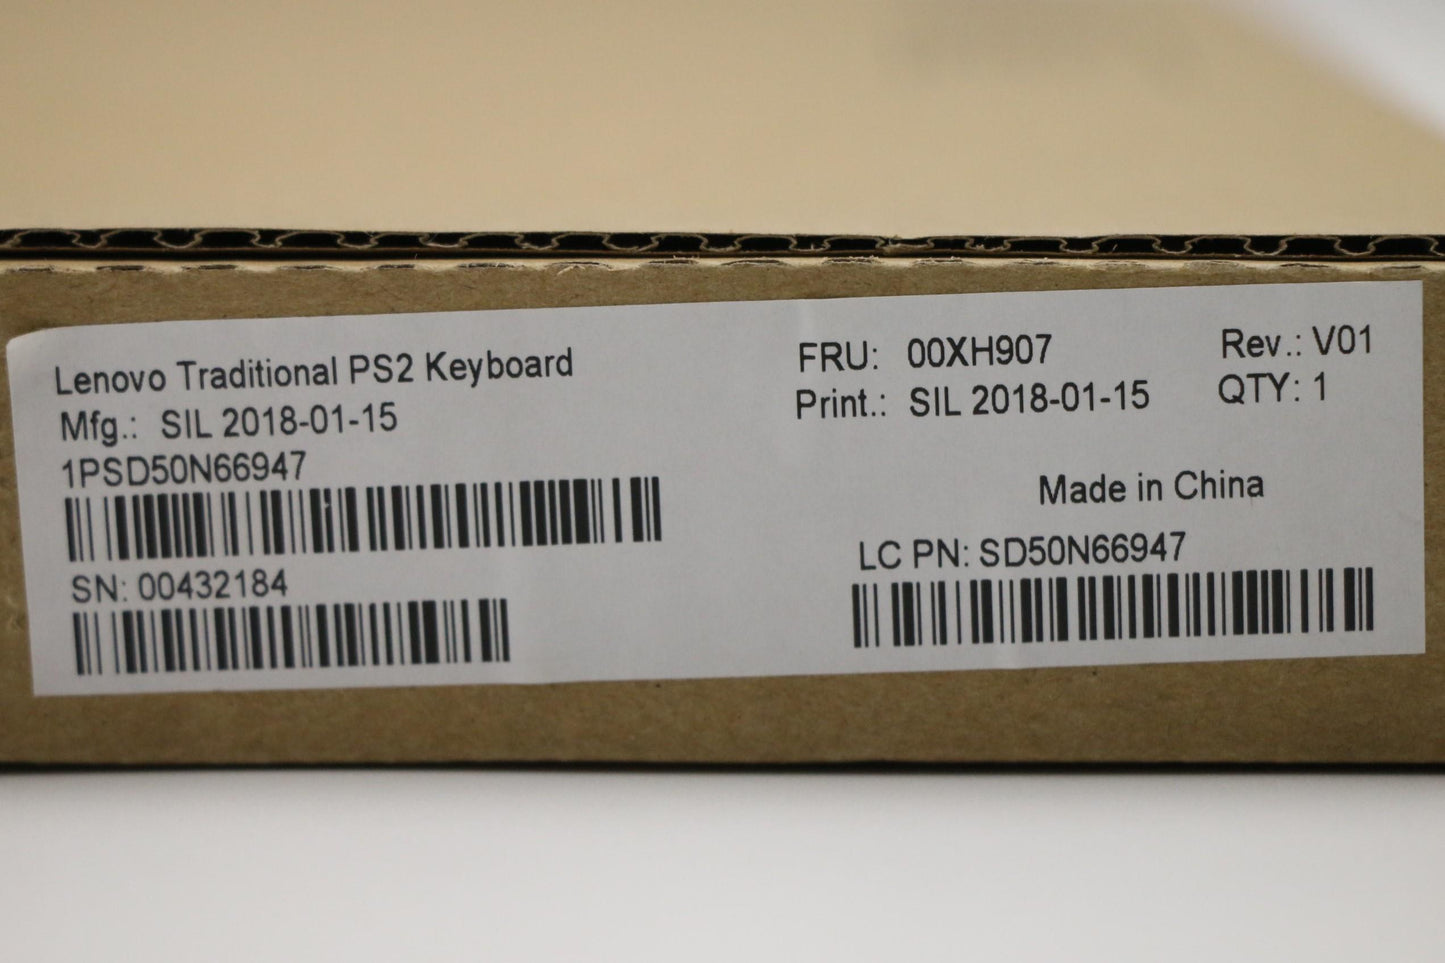 Lenovo Traditional PS2 Keyboard
Mfg.: SIL 2018-01-15
1PSD50N66947
SN: 00432184
FRU: 00XH907
Rev.: V01
Print.: SIL 2018-01-15
QTY: 1
Made in China
LC PN: SD50N66947